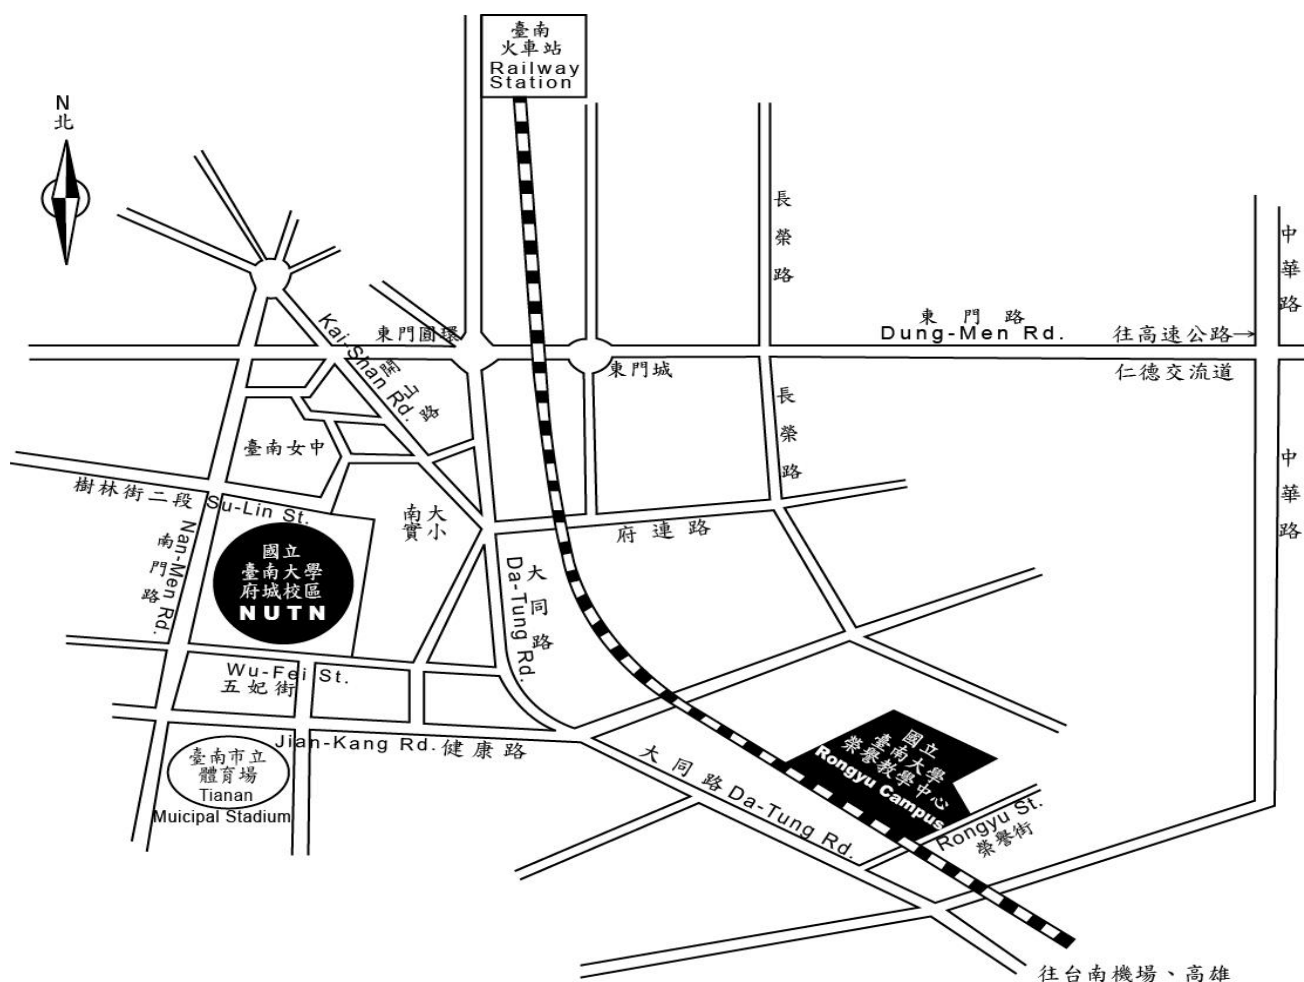 臺南
火車站
Railway
Station
N
北
長榮路
中華路
東門路
Dung-Men Rd.
往高速公路→
仁德交流道
東門圓環
東門城
Kai-Shan Rd.
開山路
長榮路
中華路
臺南女中
樹林街二段
Su-Lin St.
南大
實小
府連路
Nan-Men Rd.
南門路
國立
臺南大學
府城校區
NUTN
Da-Tung Rd.
大同路
Wu-Fei St.
五妃街
Jian-Kang Rd. 健康路
臺南市立
體育場
Tianan
Muicipal Stadium
大同路 Da-Tung Rd.
國立
臺南大學
榮譽教學中心
Rongyu Campus
Rongyu St.
榮譽街
往台南機場、高雄